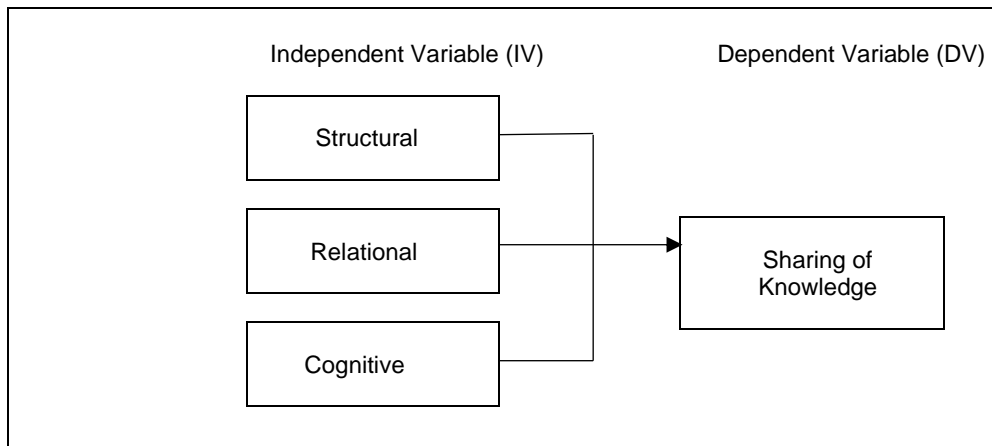 Independent Variable (IV)
Dependent Variable (DV)
Structural
Relational
Sharing of
Knowledge
Cognitive